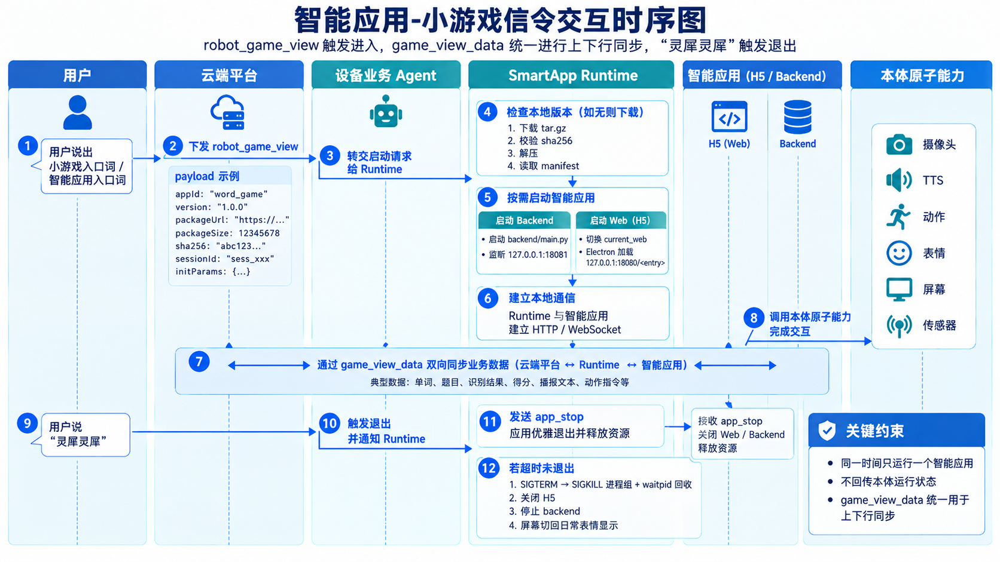 智能应用-小游戏信令交互时序图
robot_game_view 触发进入，game_view_data 统一进行上下行同步，“灵犀灵犀”触发退出
用户
云端平台
设备业务 Agent
SmartApp Runtime
智能应用 (H5 / Backend)
本体原子能力
1
用户说出
小游戏入口词 /
智能应用入口词
2
下发 robot_game_view
payload 示例
appId: "word_game"
version: "1.0.0"
packageUrl: "https://..."
packageSize: 12345678
sha256: "abc123..."
sessionId: "sess_xxx"
initParams: {...}
3
转交启动请求
给 Runtime
4
检查本地版本（如无则下载）
1. 下载 tar.gz
2. 校验 sha256
3. 解压
4. 读取 manifest
5
按需启动智能应用
启动 Backend
• 启动 backend/main.py
• 监听 127.0.0.1:18081
启动 Web（H5）
• 切换 current_web
• Electron 加载
127.0.0.1:18080/<entry>
6
建立本地通信
Runtime 与智能应用
建立 HTTP / WebSocket
H5 (Web)
Backend
摄像头
TTS
动作
表情
屏幕
传感器
8
调用本体原子能力
完成交互
7
通过 game_view_data 双向同步业务数据（云端平台 ↔ Runtime ↔ 智能应用）
典型数据：单词、题目、识别结果、得分、播报文本、动作指令等
9
用户说
“灵犀灵犀”
10
触发退出
并通知 Runtime
11
发送 app_stop
应用优雅退出并释放资源
接收 app_stop
关闭 Web / Backend
释放资源
12
若超时未退出
1. SIGTERM → SIGKILL 进程组 + waitpid 回收
2. 关闭 H5
3. 停止 backend
4. 屏幕切回日常表情显示
关键约束
• 同一时间只运行一个智能应用
• 不回传本体运行状态
• game_view_data 统一用于
上下行同步